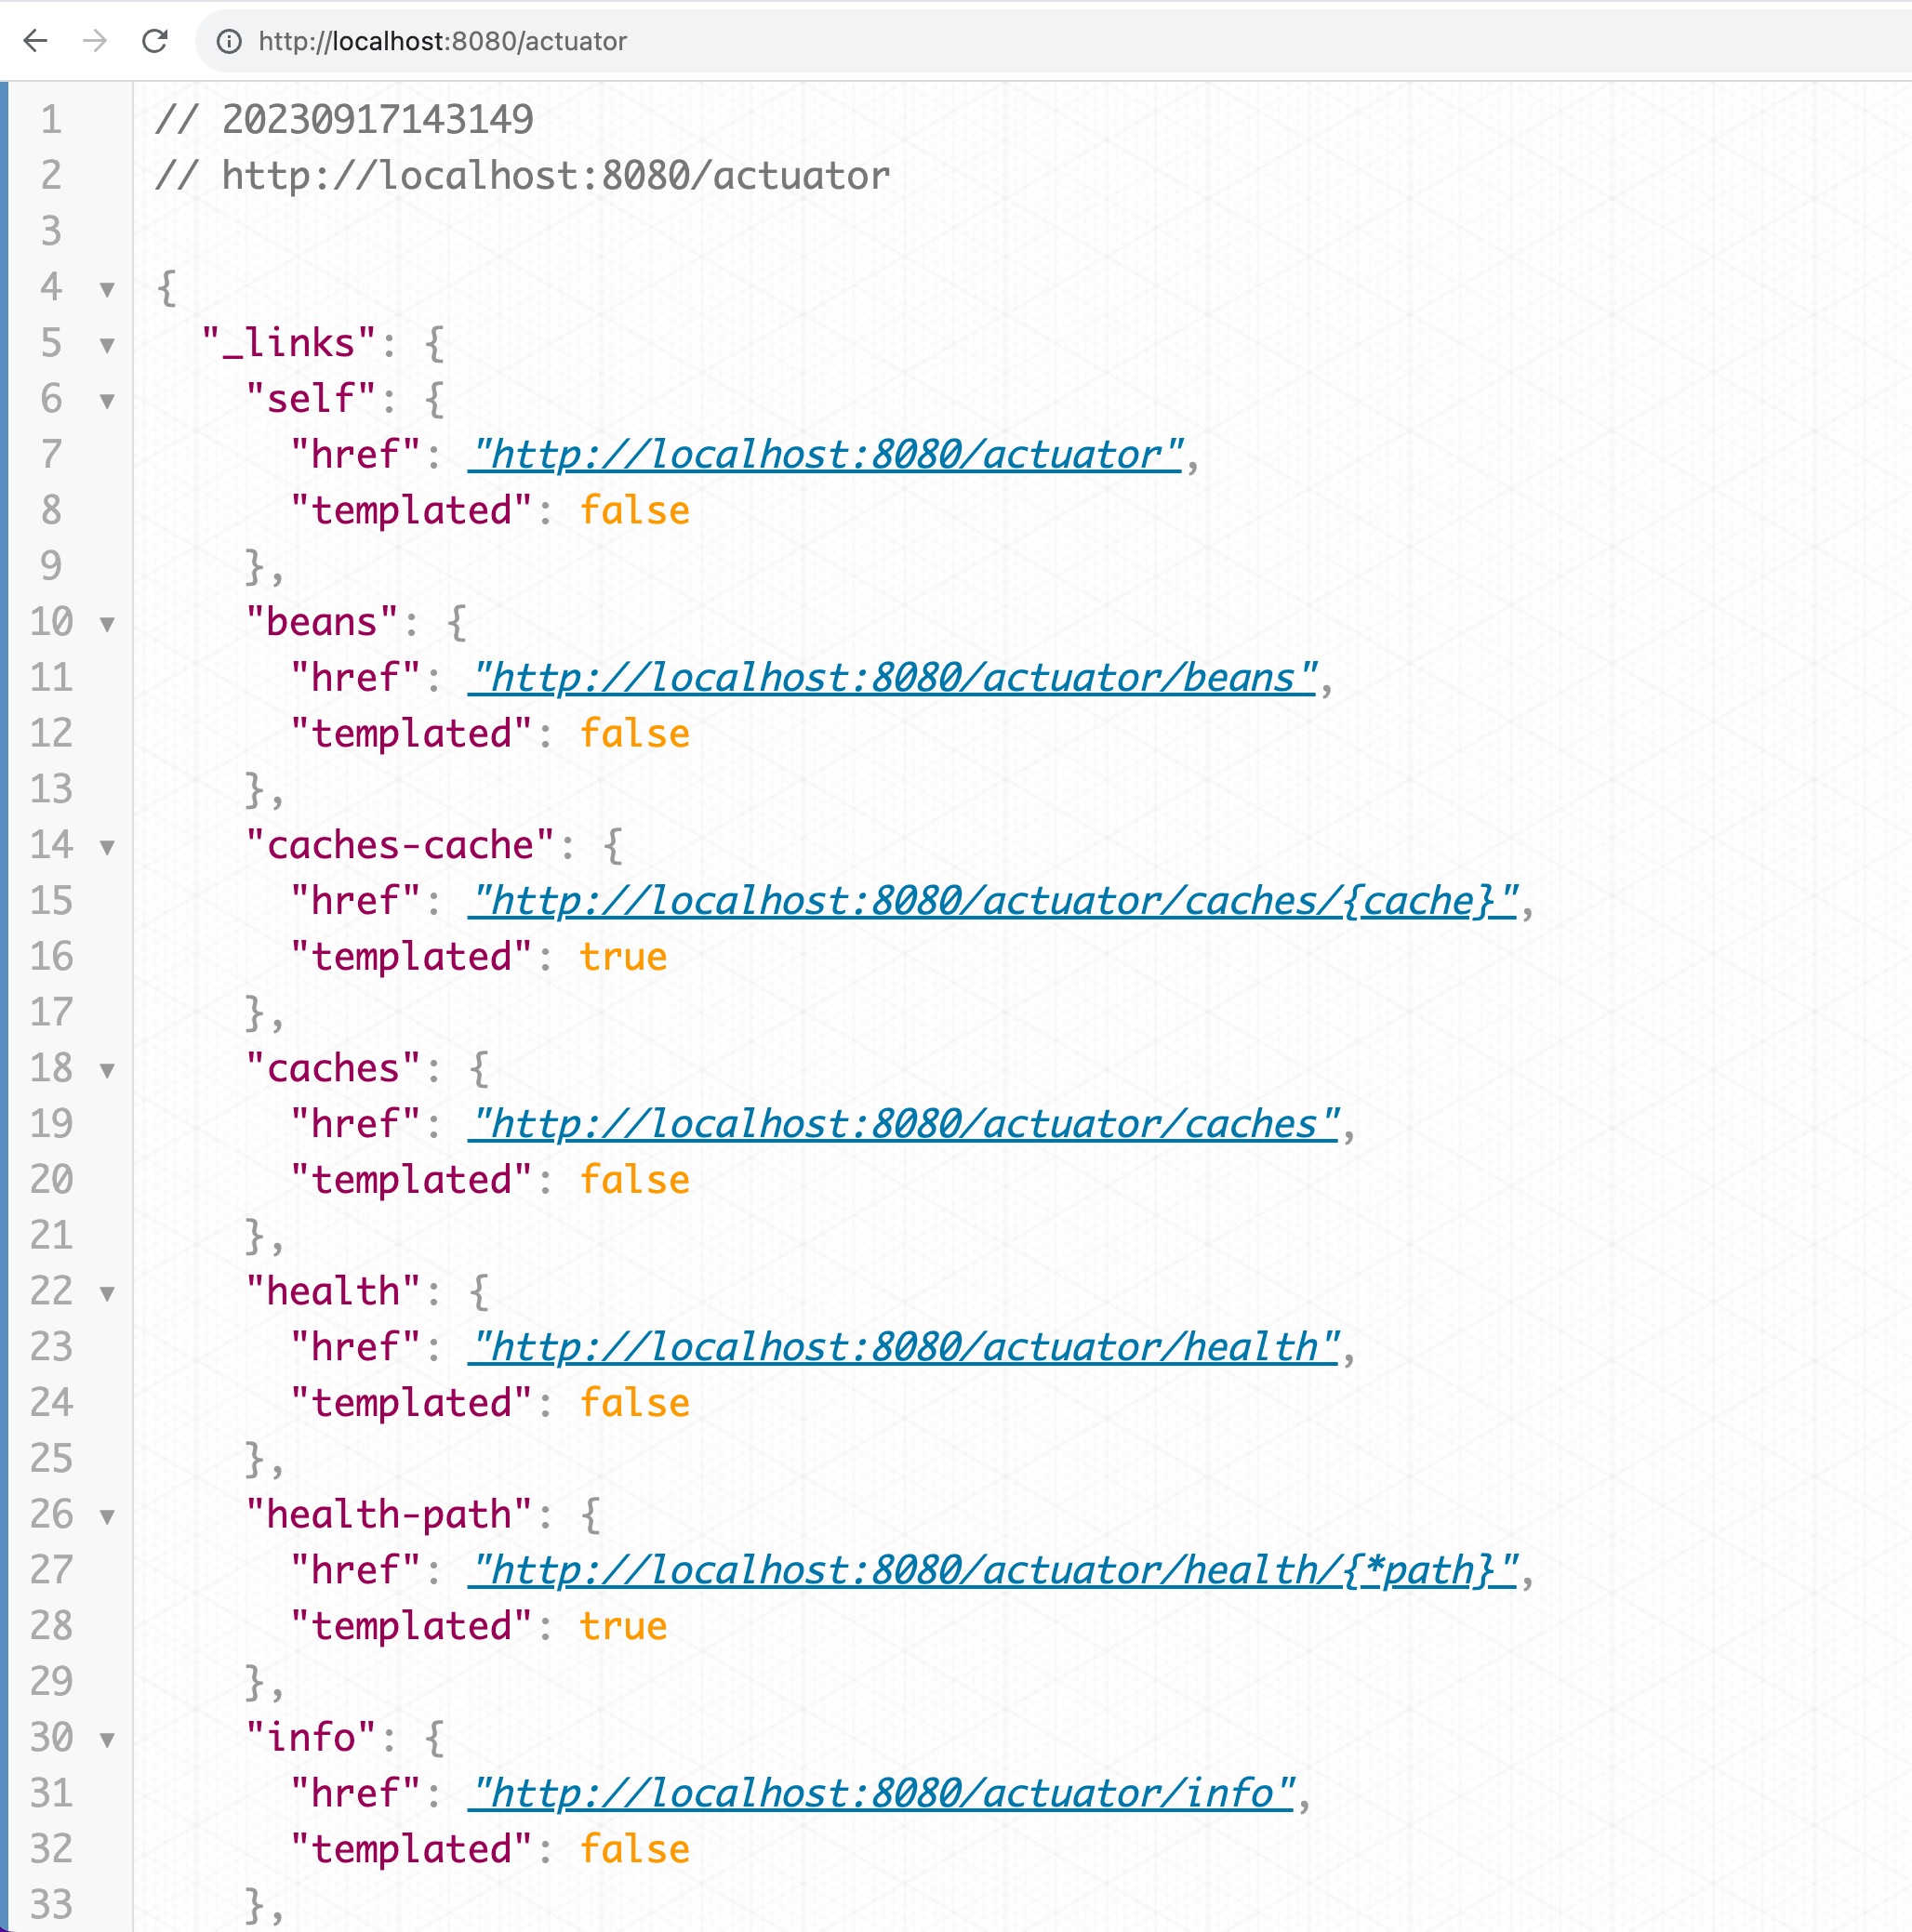 http://localhost:8080/actuator
1 // 20230917143149
2 // http://localhost:8080/actuator
3
4 {
5 "_links": {
6 "self": {
7 "href": "http://localhost:8080/actuator",
8 "templated": false
9 },
10 "beans": {
11 "href": "http://localhost:8080/actuator/beans",
12 "templated": false
13 },
14 "caches-cache": {
15 "href": "http://localhost:8080/actuator/caches/{cache}",
16 "templated": true
17 },
18 "caches": {
19 "href": "http://localhost:8080/actuator/caches",
20 "templated": false
21 },
22 "health": {
23 "href": "http://localhost:8080/actuator/health",
24 "templated": false
25 },
26 "health-path": {
27 "href": "http://localhost:8080/actuator/health/{*path}",
28 "templated": true
29 },
30 "info": {
31 "href": "http://localhost:8080/actuator/info",
32 "templated": false
33 },